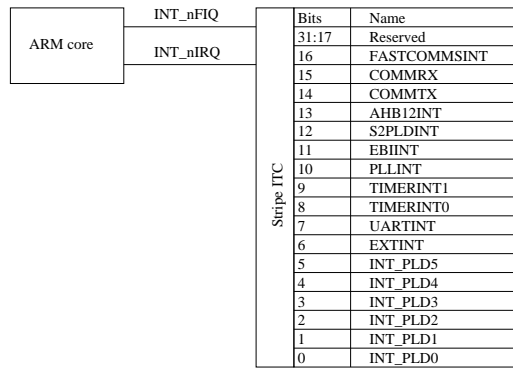 INT_nFIQ
ARM core
INT_nIRQ
Stripe ITC
Bits Name
31:17 Reserved
16 FASTCOMMSINT
15 COMMRX
14 COMMTX
13 AHB12INT
12 S2PLDINT
11 EBIINT
10 PLLINT
9 TIMERINT1
8 TIMERINT0
7 UARTINT
6 EXTINT
5 INT_PLD5
4 INT_PLD4
3 INT_PLD3
2 INT_PLD2
1 INT_PLD1
0 INT_PLD0